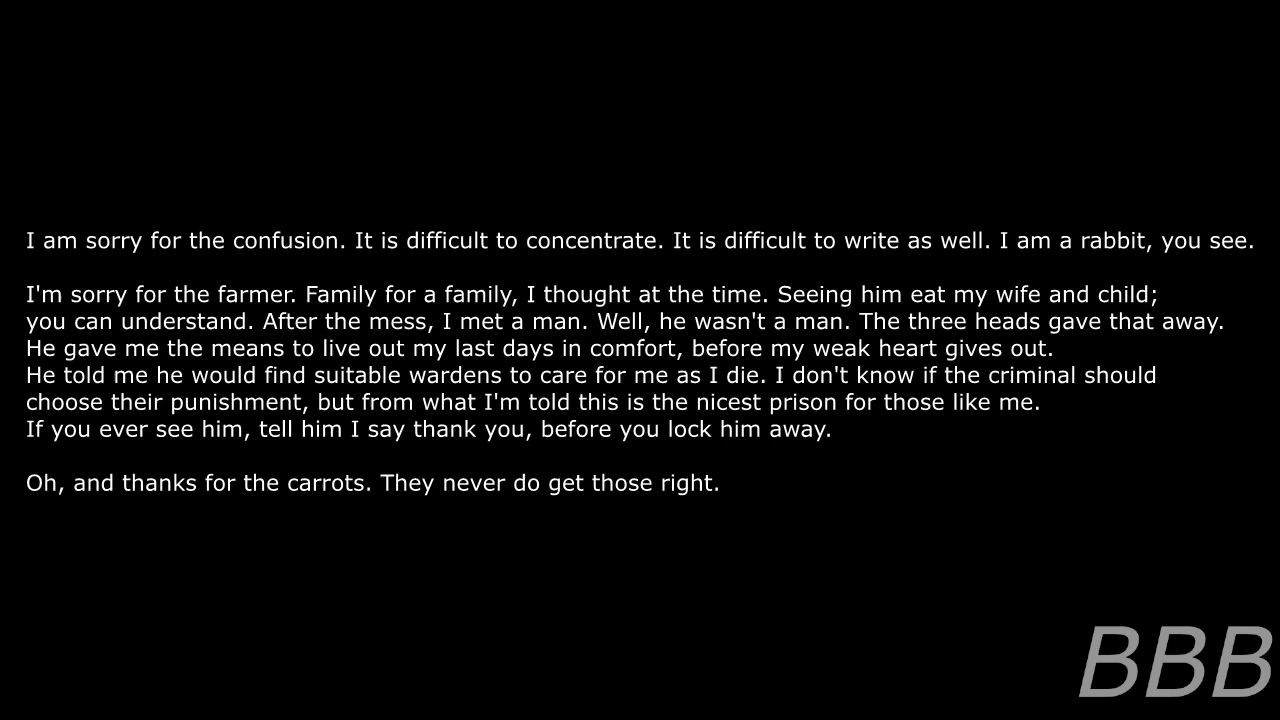 I am sorry for the confusion. It is difficult to concentrate. It is difficult to write as well. I am a rabbit, you see.
I'm sorry for the farmer. Family for a family, I thought at the time. Seeing him eat my wife and child;
you can understand. After the mess, I met a man. Well, he wasn't a man. The three heads gave that away.
He gave me the means to live out my last days in comfort, before my weak heart gives out.
He told me he would find suitable wardens to care for me as I die. I don't know if the criminal should
choose their punishment, but from what I'm told this is the nicest prison for those like me.
If you ever see him, tell him I say thank you, before you lock him away.
Oh, and thanks for the carrots. They never do get those right.
BBB